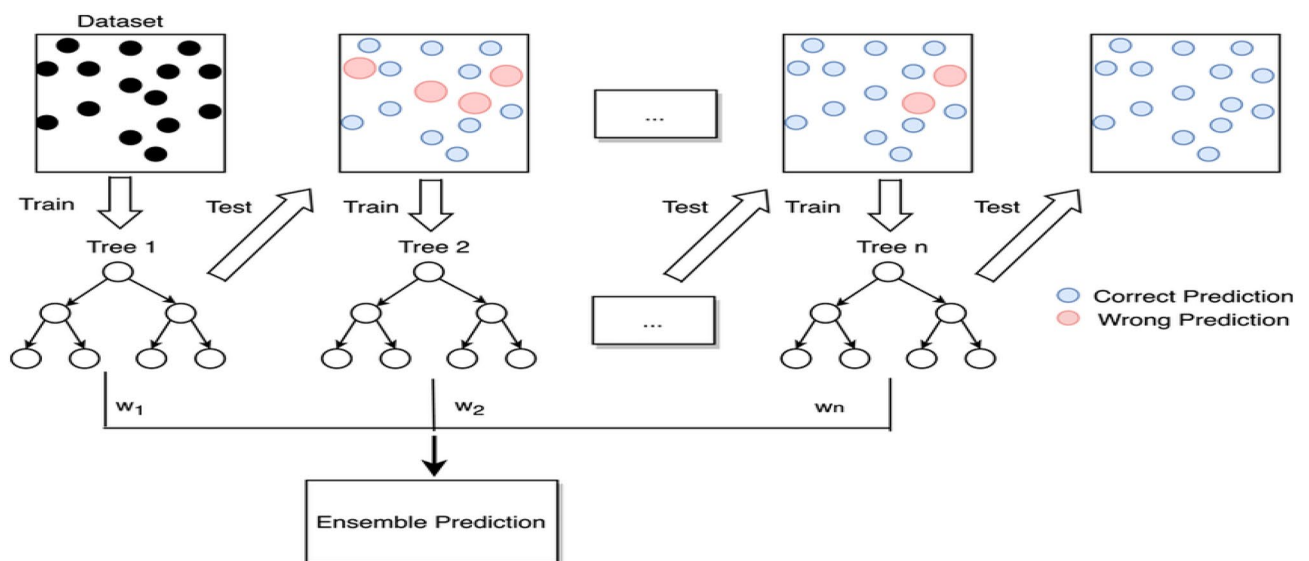 Dataset
...
Train
Test
Train
Test
Train
Test
Tree 1
Tree 2
Tree n
...
Correct Prediction
Wrong Prediction
w1
w2
wn
Ensemble Prediction